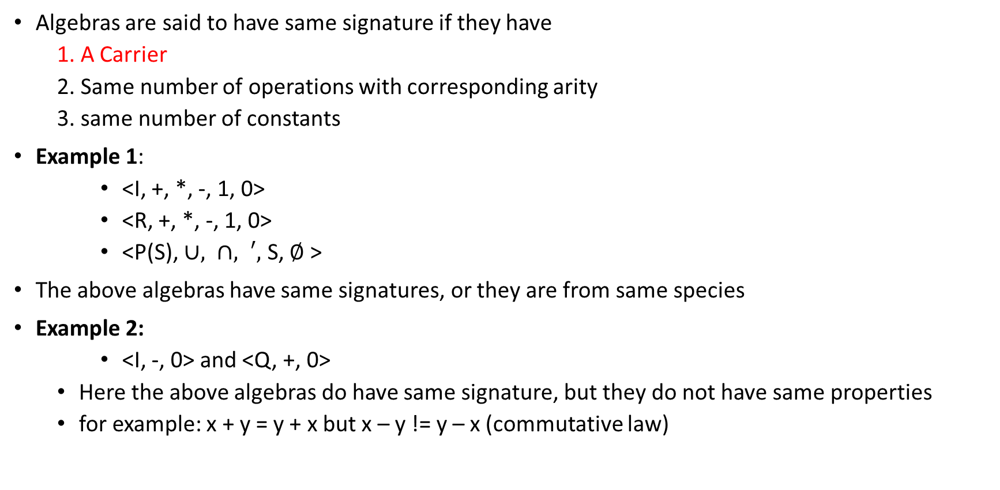 • Algebras are said to have same signature if they have
1. A Carrier
2. Same number of operations with corresponding arity
3. same number of constants
• Example 1:
• <I, +, *, -, 1, 0>
• <R, +, *, -, 1, 0>
• <P(S), ∪, ∩, ′, S, ∅ >
• The above algebras have same signatures, or they are from same species
• Example 2:
• <I, -, 0> and <Q, +, 0>
• Here the above algebras do have same signature, but they do not have same properties
• for example: x + y = y + x but x – y != y – x (commutative law)